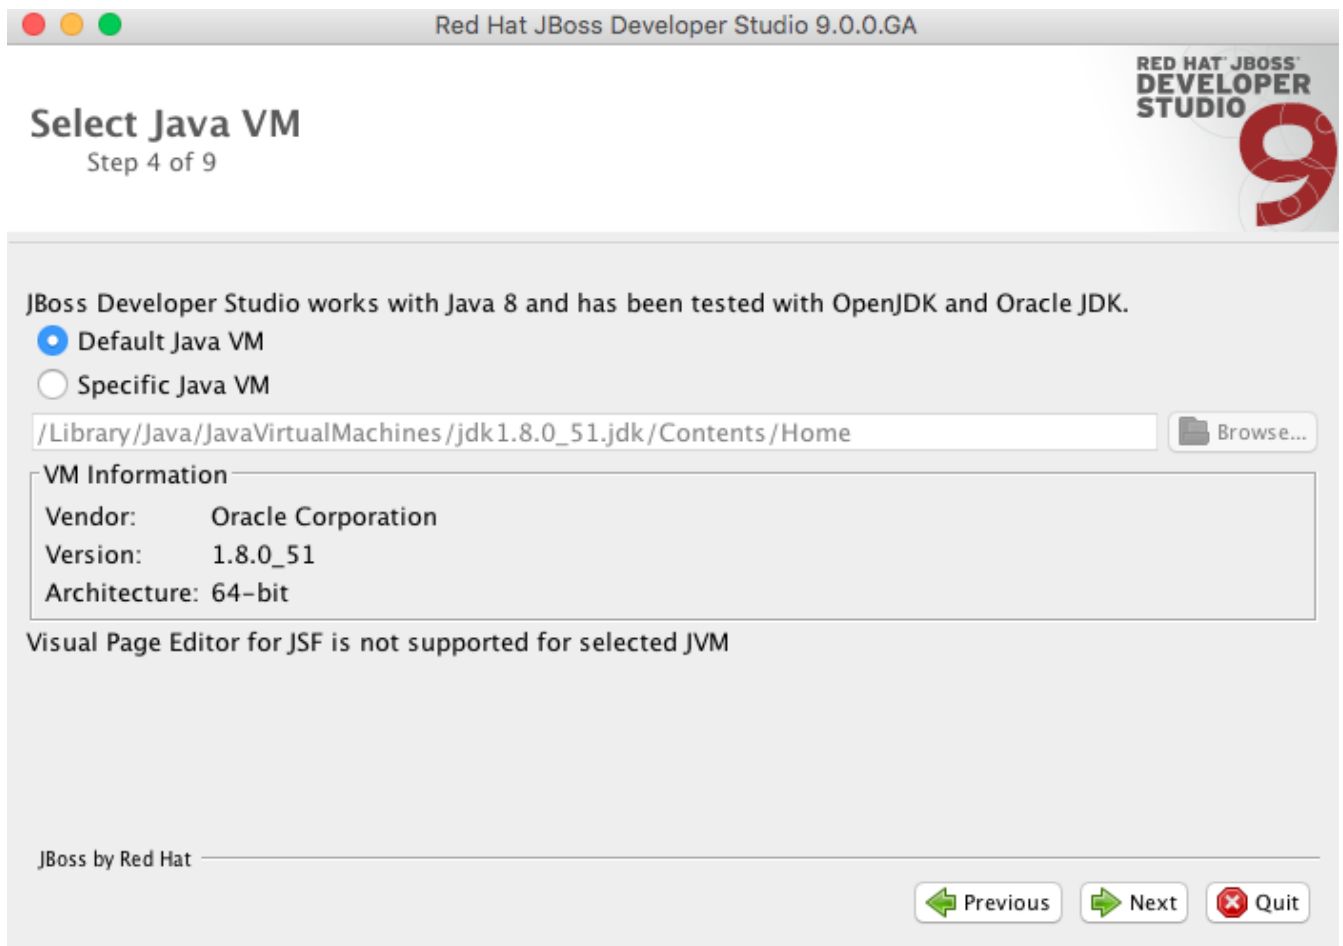 Red Hat JBoss Developer Studio 9.0.0.GA
RED HAT JBOSS
DEVELOPER
STUDIO
9
Select Java VM
Step 4 of 9
JBoss Developer Studio works with Java 8 and has been tested with OpenJDK and Oracle JDK.
Default Java VM
Specific Java VM
/Library/Java/JavaVirtualMachines/jdk1.8.0_51.jdk/Contents/Home
Browse...
VM Information
Vendor: Oracle Corporation
Version: 1.8.0_51
Architecture: 64-bit
Visual Page Editor for JSF is not supported for selected JVM
JBoss by Red Hat
Previous Next Quit